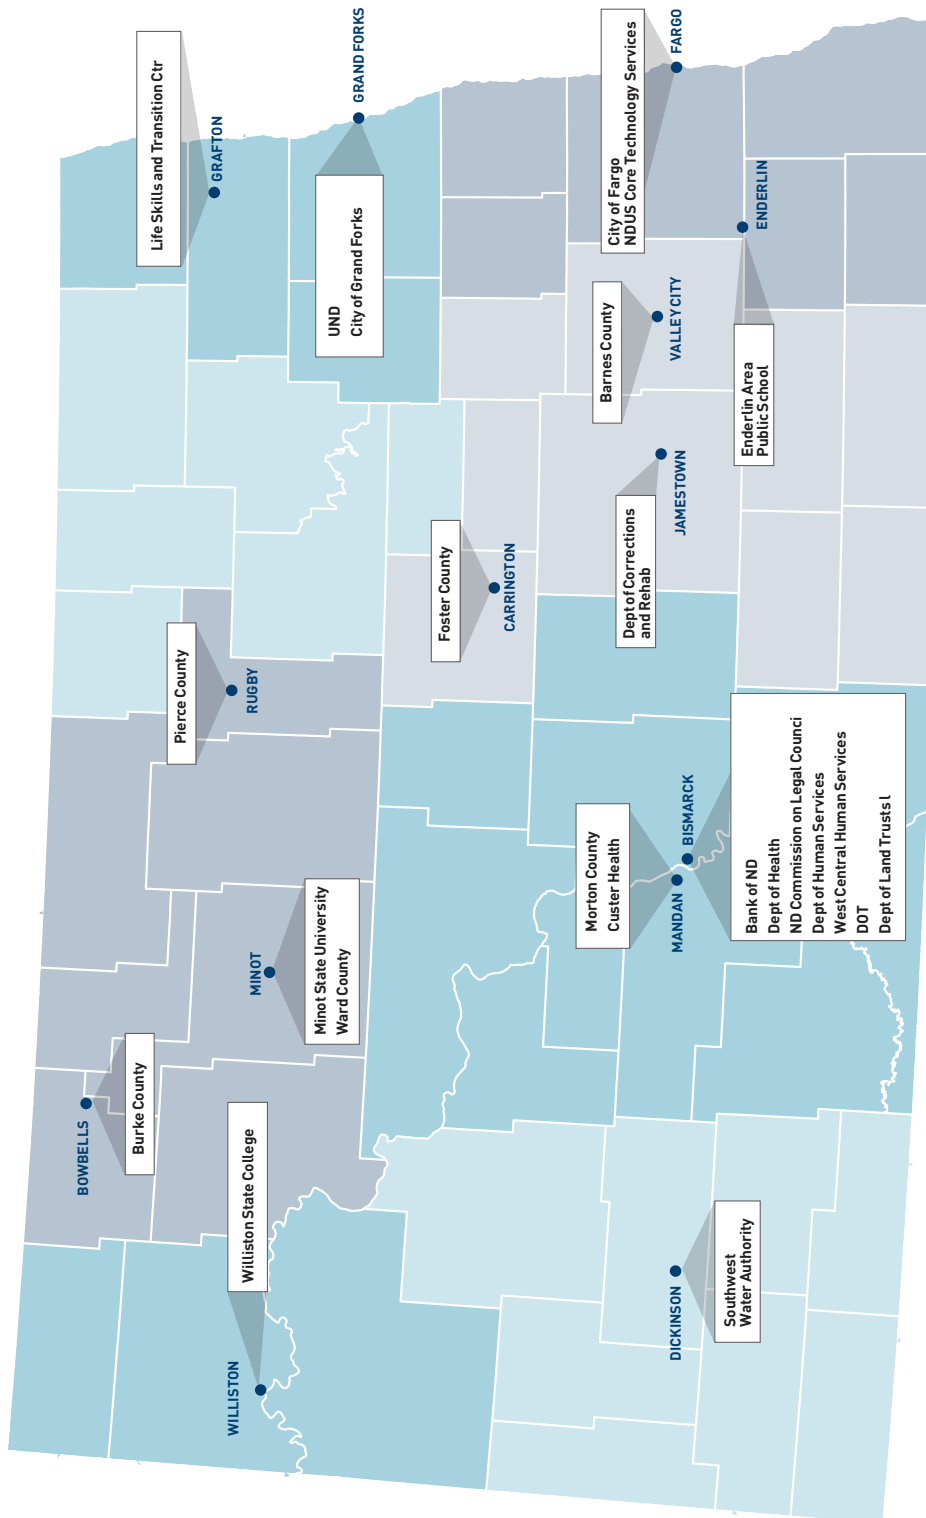 BOWBELLS
Burke County
WILLISTON
Williston State College
MINOT
Minot State University
Ward County
Pierce County
RUGBY
Life Skills and Transition Ctr
GRAFTON
UND
City of Grand Forks
GRAND FORKS
Foster County
CARRINGTON
Barnes County
VALLEY CITY
City of Fargo
NDUS Core Technology Services
FARGO
Dept of Corrections
and Rehab
JAMESTOWN
ENDERLIN
Enderlin Area
Public School
Morton County
Custer Health
MANDAN
BISMARCK
Bank of ND
Dept of Health
ND Commission on Legal Counci
Dept of Human Services
West Central Human Services
DOT
Dept of Land Trusts l
DICKINSON
Southwest
Water Authority